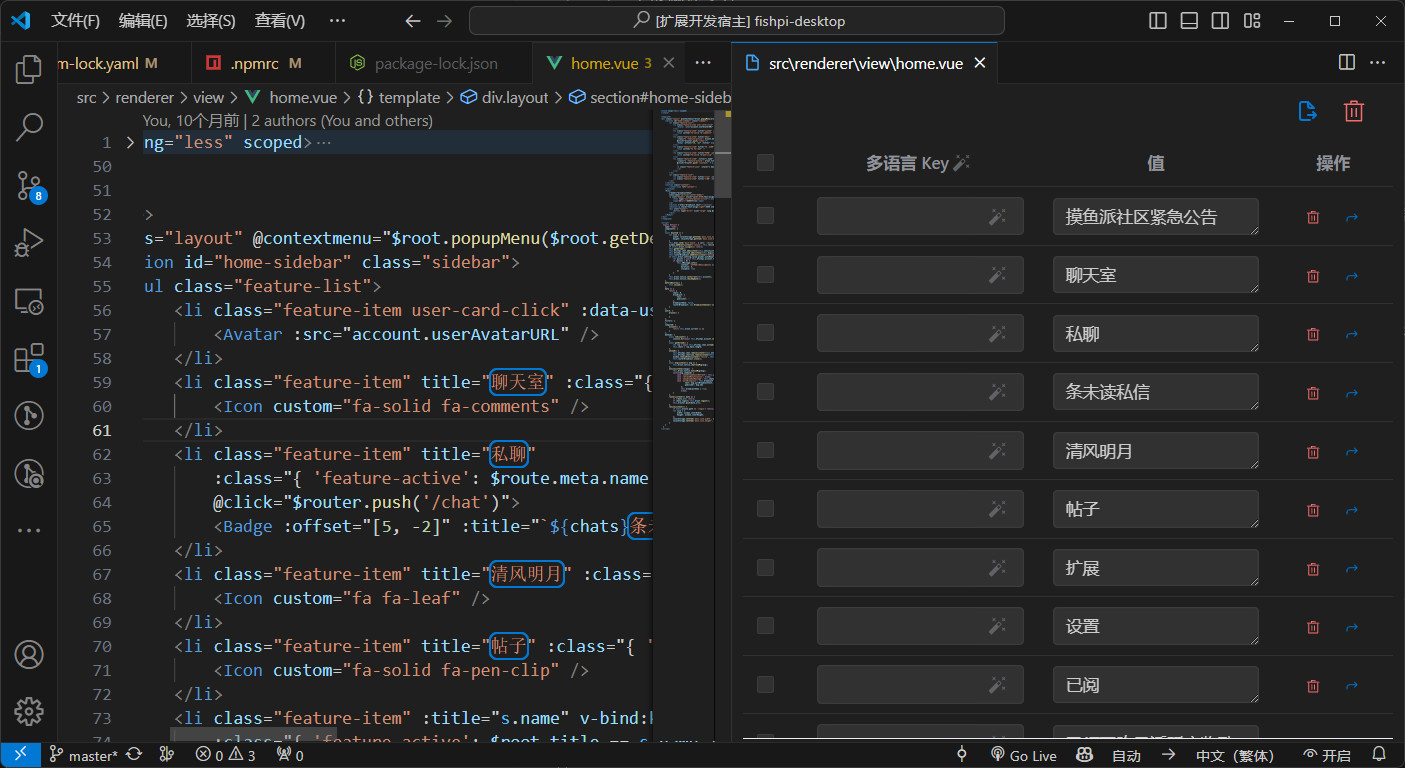 文件(F) 编辑(E) 选择(S) 查看(V) ··· [扩展开发宿主] fishpi-desktop
m-lock.yaml M .npmrc M package-lock.json home.vue 3 ···
src\renderer\view\home.vue
src > renderer > view > home.vue > {} template > div.layout > section#home-sideb
You, 10个月前 | 2 authors (You and others)
1 ng="less" scoped> ···
50
51
52 >
53 s="layout" @contextmenu="$root.popupMenu($root.getDe
54 ion id="home-sidebar" class="sidebar">
55 ul class="feature-list">
56 <li class="feature-item user-card-click" :data-us
57 <Avatar :src="account.userAvatarURL" />
58 </li>
59 <li class="feature-item" title="聊天室" :class="{
60 <Icon custom="fa-solid fa-comments" />
61 </li>
62 <li class="feature-item" title="私聊"
63 :class="{ 'feature-active': $route.meta.name
64 @click="$router.push('/chat')">
65 <Badge :offset="[5, -2]" :title="`${chats}条
66 </li>
67 <li class="feature-item" title="清风明月" :class=
68 <Icon custom="fa fa-leaf" />
69 </li>
70 <li class="feature-item" title="帖子" :class="{ '
71 <Icon custom="fa-solid fa-pen-clip" />
72 </li>
73 <li class="feature-item" :title="s.name" v-bind:k
74 :class="{ 'feature-active': $root.title == s
多语言 Key 值 操作
摸鱼派社区紧急公告
聊天室
私聊
条未读私信
清风明月
帖子
扩展
设置
已阅
8
1
master* 0 3 0 Go Live 自动 中文（繁体） 开启